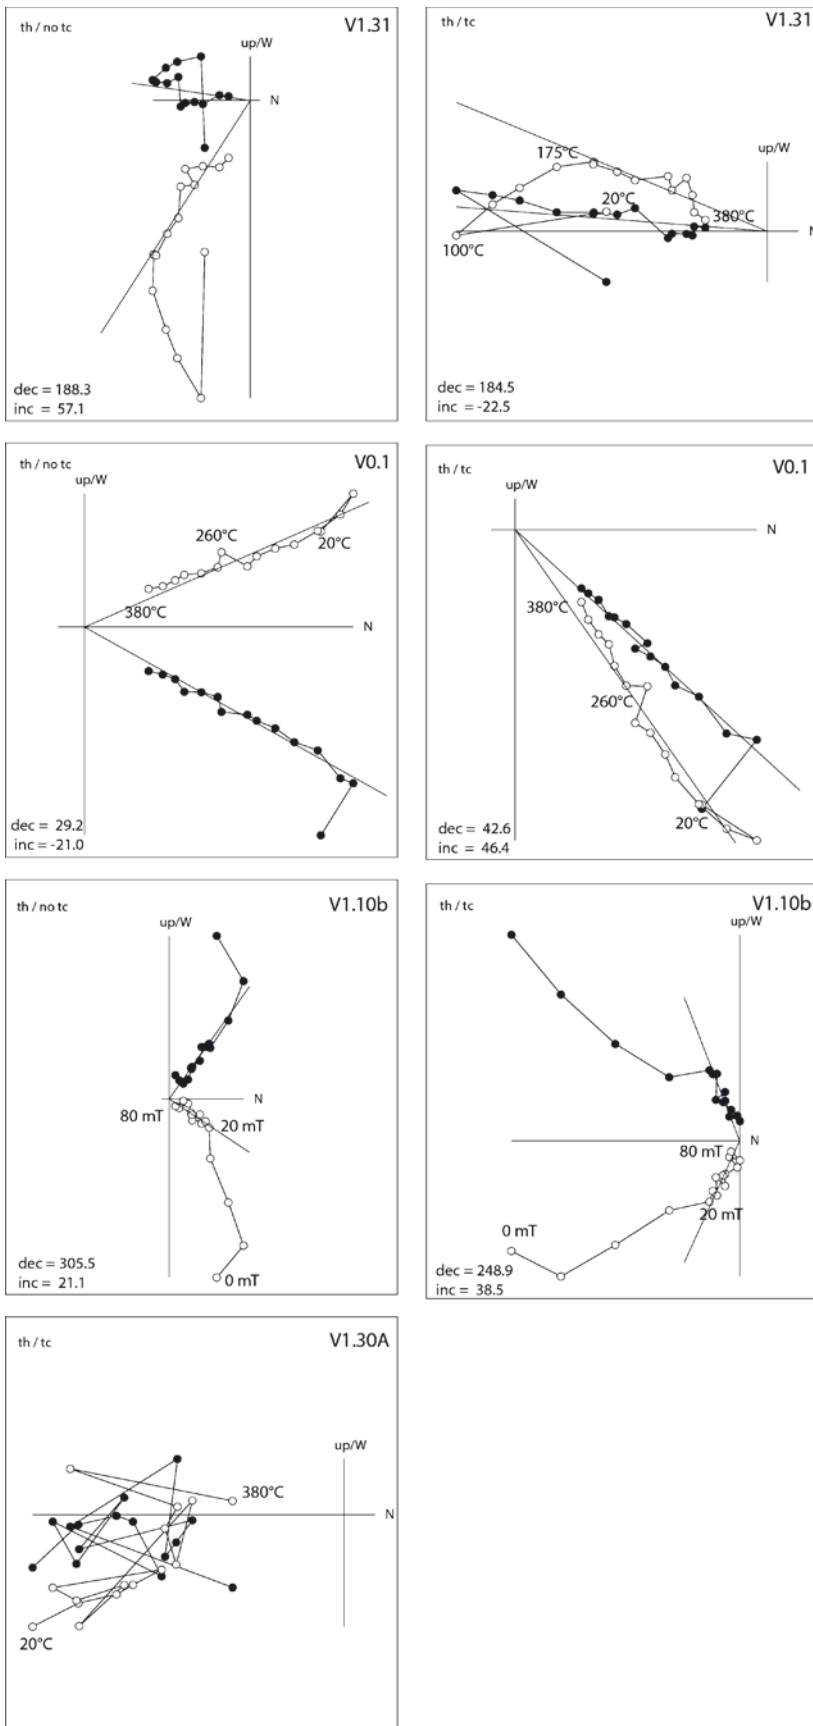 th / no tc
V1.31
up/W
N
dec = 188.3
inc = 57.1
th / tc
V1.31
up/W
175°C
20°C
380°C
100°C
dec = 184.5
inc = -22.5
th / no tc
V0.1
up/W
260°C
20°C
380°C
N
dec = 29.2
inc = -21.0
th / tc
V0.1
up/W
N
380°C
260°C
20°C
dec = 42.6
inc = 46.4
th / no tc
V1.10b
up/W
N
80 mT
20 mT
0 mT
dec = 305.5
inc = 21.1
th / tc
V1.10b
up/W
N
80 mT
20 mT
0 mT
dec = 248.9
inc = 38.5
th / tc
V1.30A
up/W
380°C
N
20°C